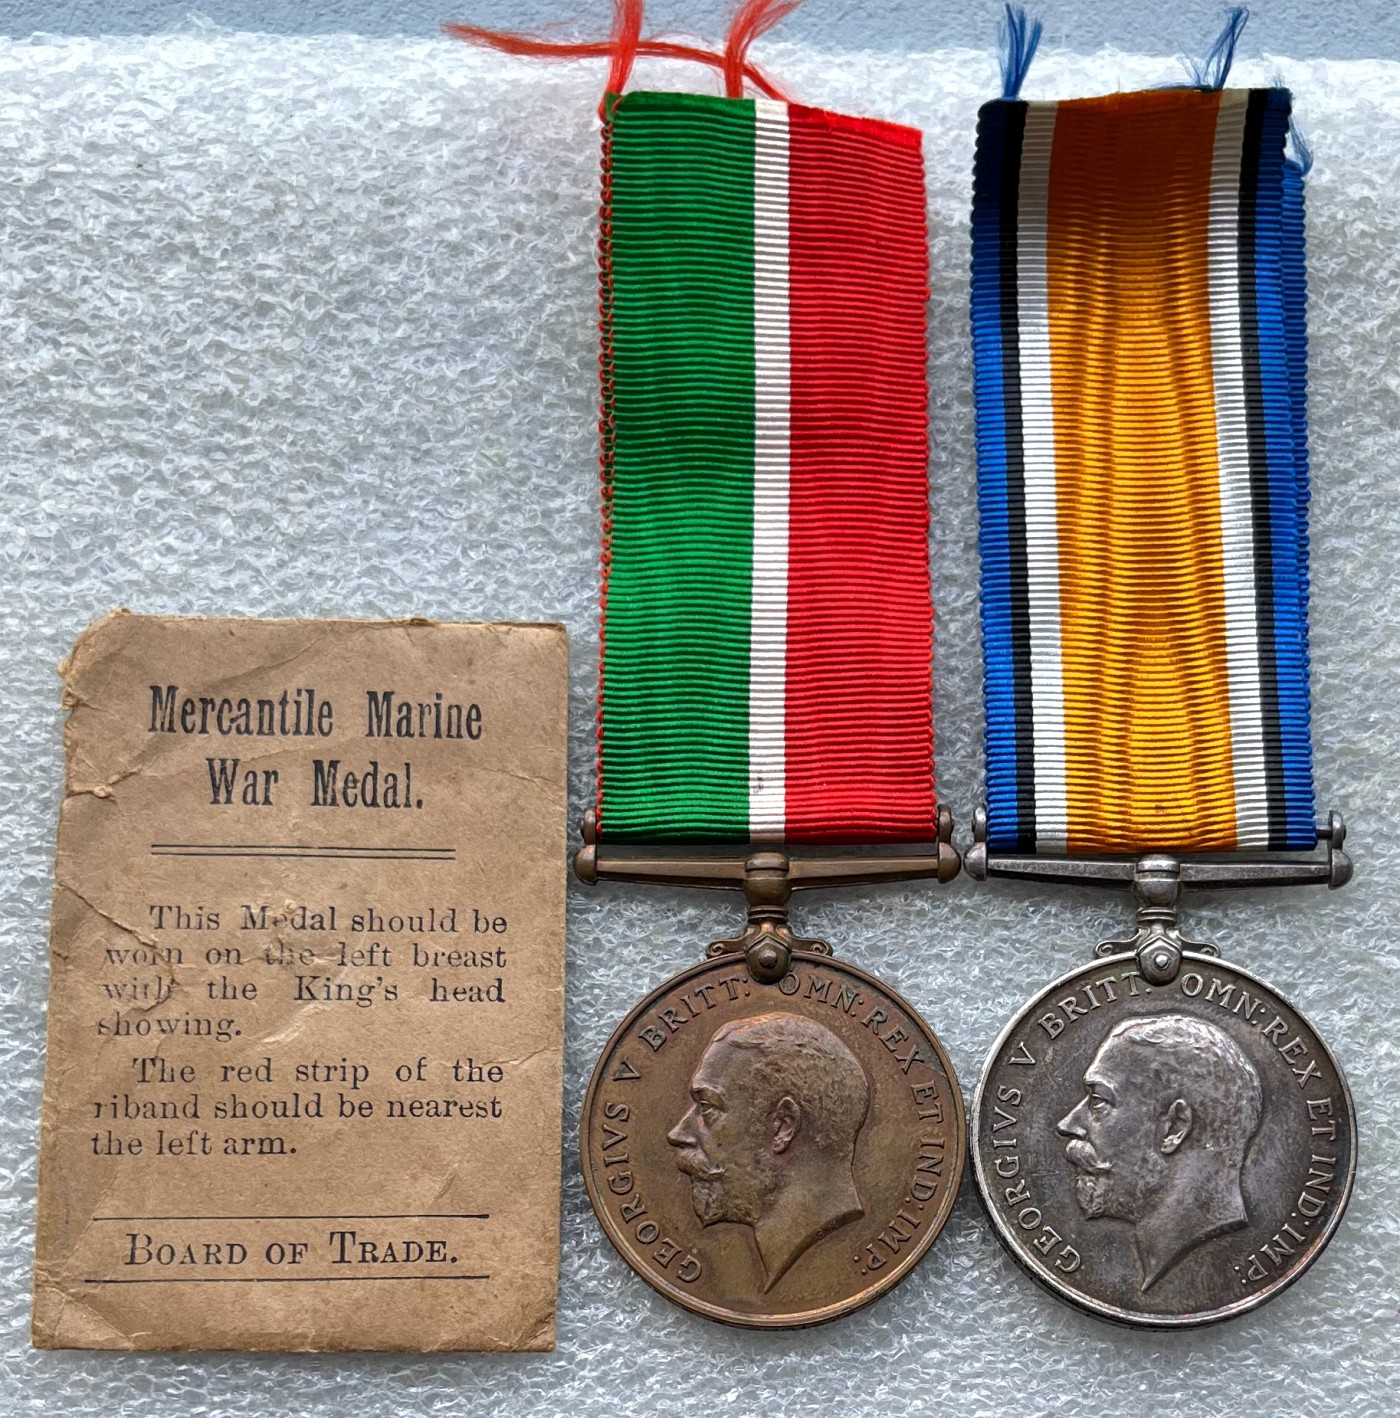 Mercantile Marine
War Medal.
This Medal should be
worn on the left breast
with the King's head
showing.
The red strip of the
riband should be nearest
the left arm.
BOARD OF TRADE.
GEORGIVS V BRITT: OMN: REX ET IND: IMP:
GEORGIVS V BRITT: OMN: REX ET IND: IMP: